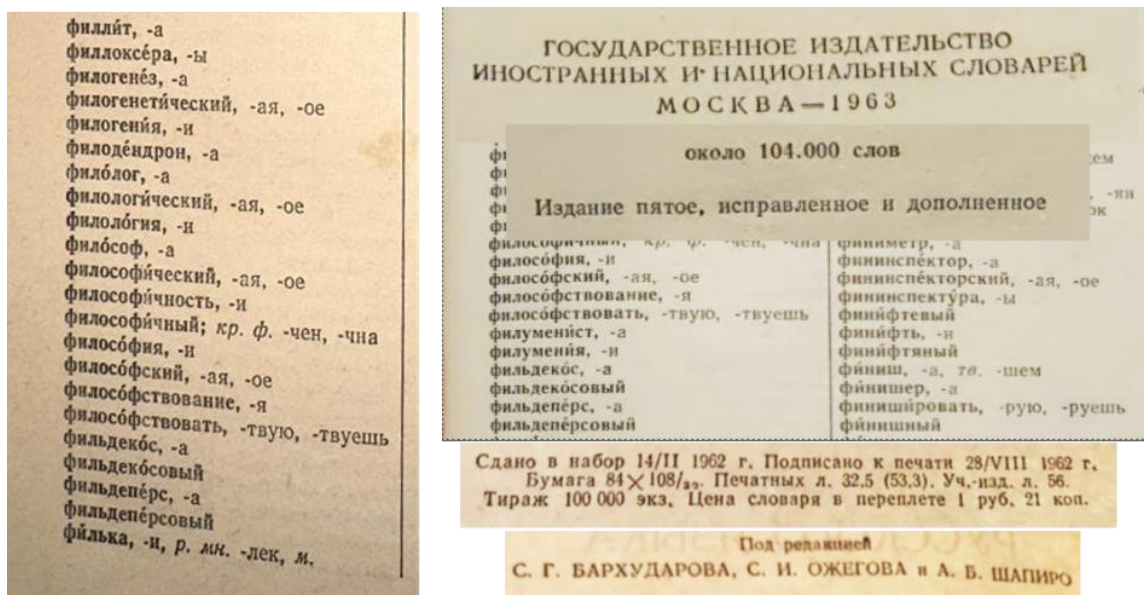 филли́т, -а
филлоксе́ра, -ы
филогене́з, -а
филогенети́ческий, -ая, -ое
филогени́я, -и
филоде́ндрон, -а
фило́лог, -а
филологи́ческий, -ая, -ое
филоло́гия, -и
фило́соф, -а
философи́ческий, -ая, -ое
философи́чность, -и
философи́чный; кр. ф. -чен, -чна
филосо́фия, -и
филосо́фский, -ая, -ое
филосо́фствование, -я
филосо́фствовать, -твую, -твуешь
фильдеко́с, -а
фильдеко́совый
фильдепе́рс, -а
фильдепе́рсовый
фи́лька, -и, р. мн. -лек, м.
ГОСУДАРСТВЕННОЕ ИЗДАТЕЛЬСТВО
ИНОСТРАННЫХ И НАЦИОНАЛЬНЫХ СЛОВАРЕЙ
МОСКВА — 1963
около 104.000 слов
Издание пятое, исправленное и дополненное
философи́чный, кр. ф. -чен, -чна
филосо́фия, -и
филосо́фский, -ая, -ое
филосо́фствование, -я
филосо́фствовать, -твую, -твуешь
филумени́ст, -а
филумени́я, -и
фильдеко́с, -а
фильдеко́совый
фильдепе́рс, -а
фильдепе́рсовый
финиметр, -а
фининспе́ктор, -а
фининспе́кторский, -ая, -ое
фининспекту́ра, -ы
фини́фтевый
фини́фть, -и
фини́фтяный
фи́ниш, -а, тв. -шем
фи́нишер, -а
финиши́ровать, -рую, -руешь
фи́нишный
Сдано в набор 14/II 1962 г. Подписано к печати 28/VIII 1962 г.
Бумага 84×108/₃₂. Печатных л. 32,5 (53,3). Уч.-изд. л. 56.
Тираж 100 000 экз. Цена словаря в переплете 1 руб. 21 коп.
Под редакцией
С. Г. БАРХУДАРОВА, С. И. ОЖЕГОВА и А. Б. ШАПИРО